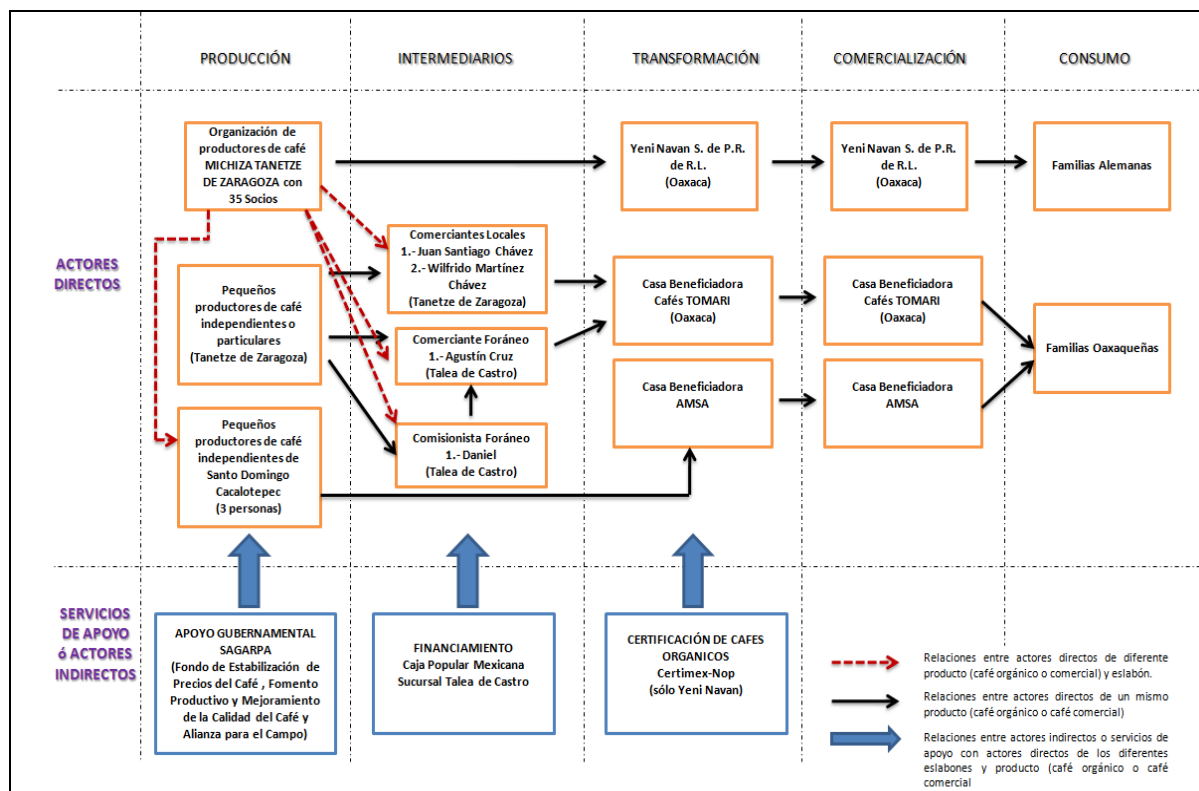 PRODUCCIÓN
INTERMEDIARIOS
TRANSFORMACIÓN
COMERCIALIZACIÓN
CONSUMO
ACTORES
DIRECTOS
Organización de
productores de café
MICHIZA TANETZE
DE ZARAGOZA con
35 Socios
Yeni Navan S. de P.R.
de R.L.
(Oaxaca)
Yeni Navan S. de P.R.
de R.L.
(Oaxaca)
Familias Alemanas
Comerciantes Locales
1.- Juan Santiago Chávez
2.- Wilfrido Martínez
Chávez
(Tanetze de Zaragoza)
Pequeños
productores de café
independientes o
particulares
(Tanetze de Zaragoza)
Casa Beneficiadora
Cafés TOMARI
(Oaxaca)
Casa Beneficiadora
Cafés TOMARI
(Oaxaca)
Familias Oaxaqueñas
Comerciante Foráneo
1.- Agustín Cruz
(Talea de Castro)
Casa Beneficiadora
AMSA
Casa Beneficiadora
AMSA
Pequeños
productores de café
independientes de
Santo Domingo
Cacalotepec
(3 personas)
Comisionista Foráneo
1.- Daniel
(Talea de Castro)
SERVICIOS
DE APOYO
ó ACTORES
INDIRECTOS
APOYO GUBERNAMENTAL
SAGARPA
(Fondo de Estabilización de
Precios del Café , Fomento
Productivo y Mejoramiento
de la Calidad del Café y
Alianza para el Campo)
FINANCIAMIENTO
Caja Popular Mexicana
Sucursal Talea de Castro
CERTIFICACIÓN DE CAFES
ORGANICOS
Certimex-Nop
(sólo Yeni Navan)
Relaciones entre actores directos de diferente
producto (café orgánico o comercial) y eslabón.
Relaciones entre actores directos de un mismo
producto (café orgánico o café comercial)
Relaciones entre actores indirectos o servicios de
apoyo con actores directos de los diferentes
eslabones y producto (café orgánico o café
comercial